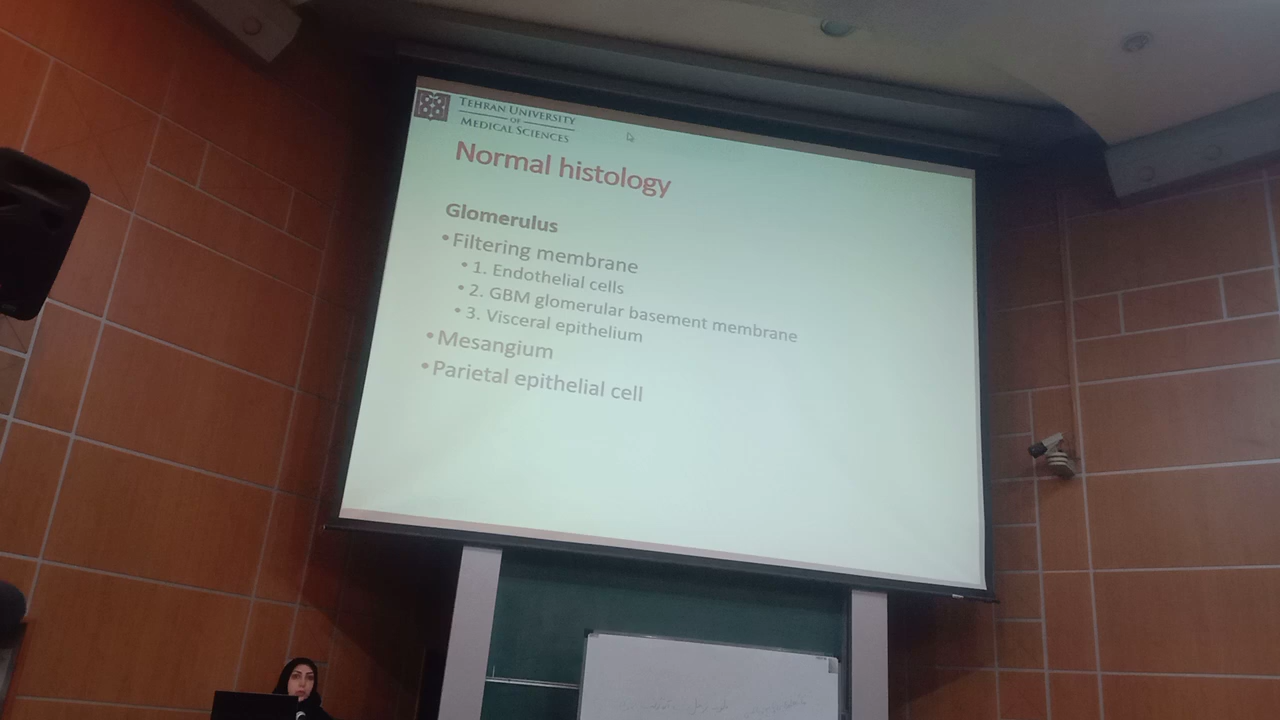 TEHRAN UNIVERSITY
OF
MEDICAL SCIENCES
Normal histology
Glomerulus
•Filtering membrane
•1. Endothelial cells
•2. GBM glomerular basement membrane
•3. Visceral epithelium
•Mesangium
•Parietal epithelial cell